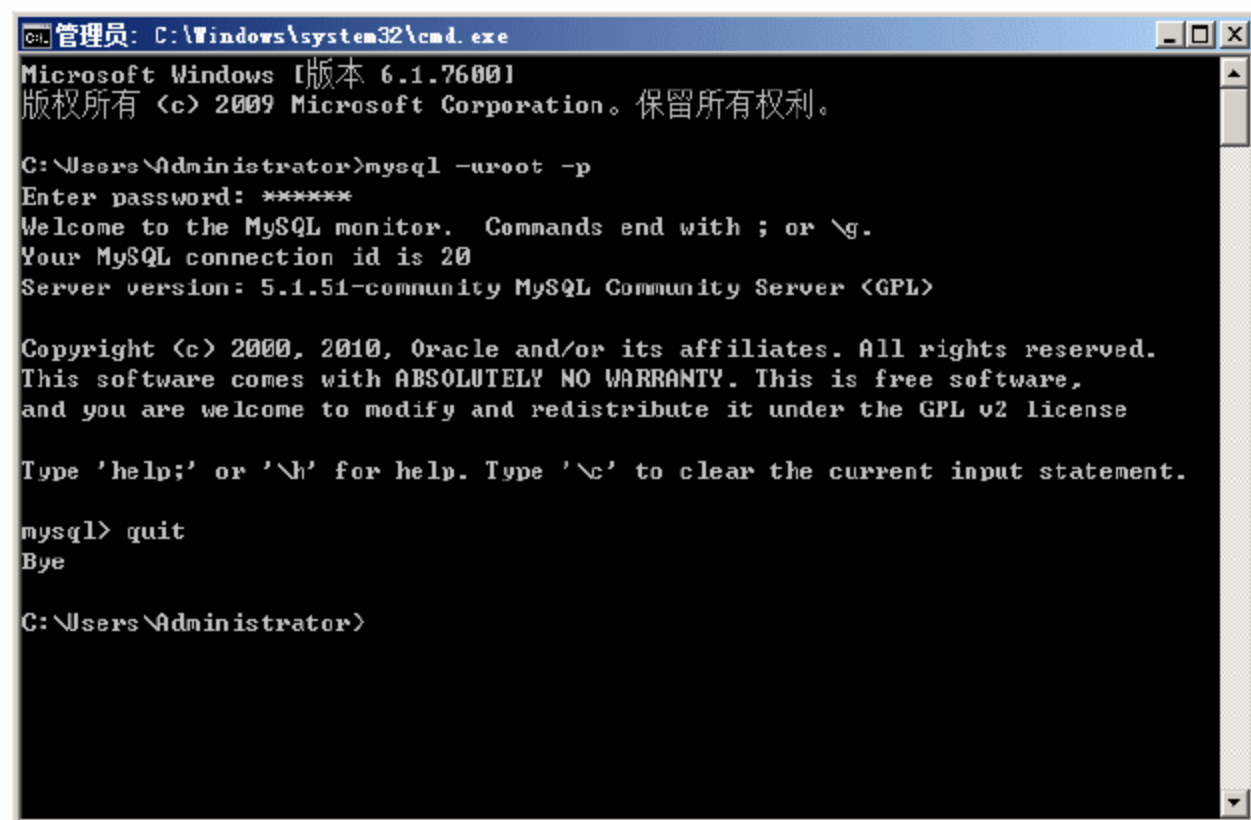 管理员: C:\Windows\system32\cmd.exe
Microsoft Windows [版本 6.1.7600]
版权所有 (c) 2009 Microsoft Corporation。保留所有权利。
C:\Users\Administrator>mysql -uroot -p
Enter password: ******
Welcome to the MySQL monitor.  Commands end with ; or \g.
Your MySQL connection id is 20
Server version: 5.1.51-community MySQL Community Server (GPL)
Copyright (c) 2000, 2010, Oracle and/or its affiliates. All rights reserved.
This software comes with ABSOLUTELY NO WARRANTY. This is free software,
and you are welcome to modify and redistribute it under the GPL v2 license
Type 'help;' or '\h' for help. Type '\c' to clear the current input statement.
mysql> quit
Bye
C:\Users\Administrator>